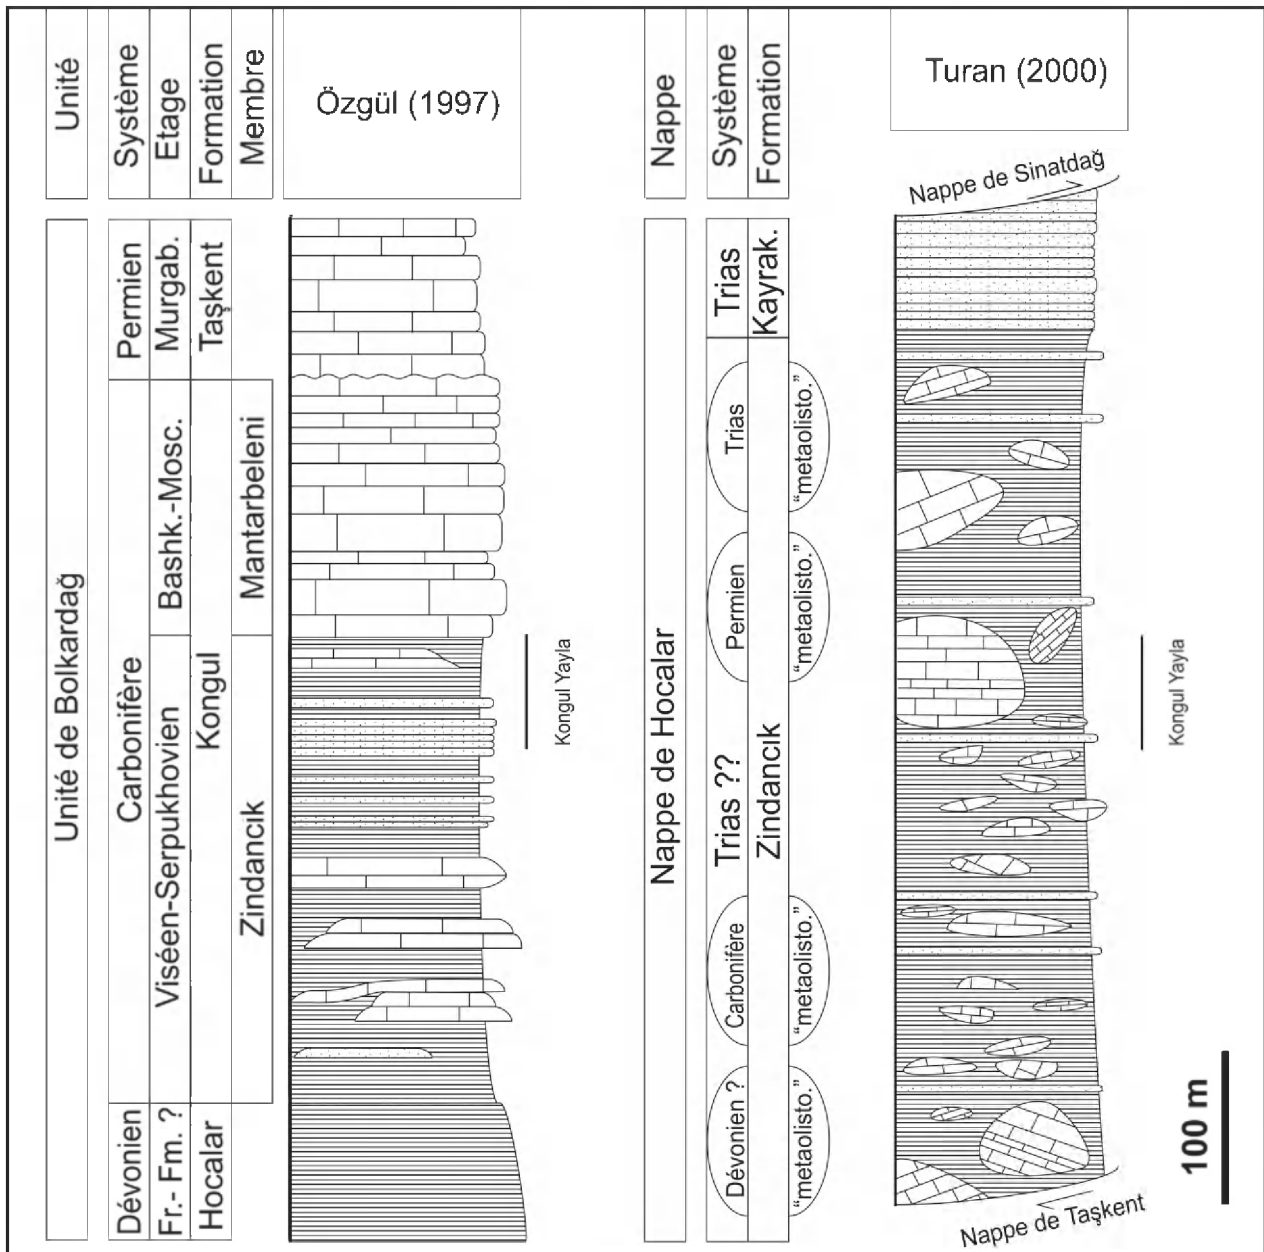 Unité
Système
Etage
Formation
Membre
Özgül (1997)
Unité de Bolkardağ
Permien
Murgab.
Taşkent
Carbonifère
Bashk.-Mosc.
Viséen-Serpukhovien
Kongul
Mantarbeleni
Zindancık
Dévonien
Fr.- Fm. ?
Hocalar
Kongul Yayla
Nappe
Système
Formation
Turan (2000)
Nappe de Sinatdağ
Nappe de Hocalar
Trias
Kayrak.
Trias
"metaolisto."
Permien
"metaolisto."
Trias ??
Zindancık
Carbonifère
"metaolisto."
Dévonien ?
"metaolisto."
Kongul Yayla
Nappe de Taşkent
100 m